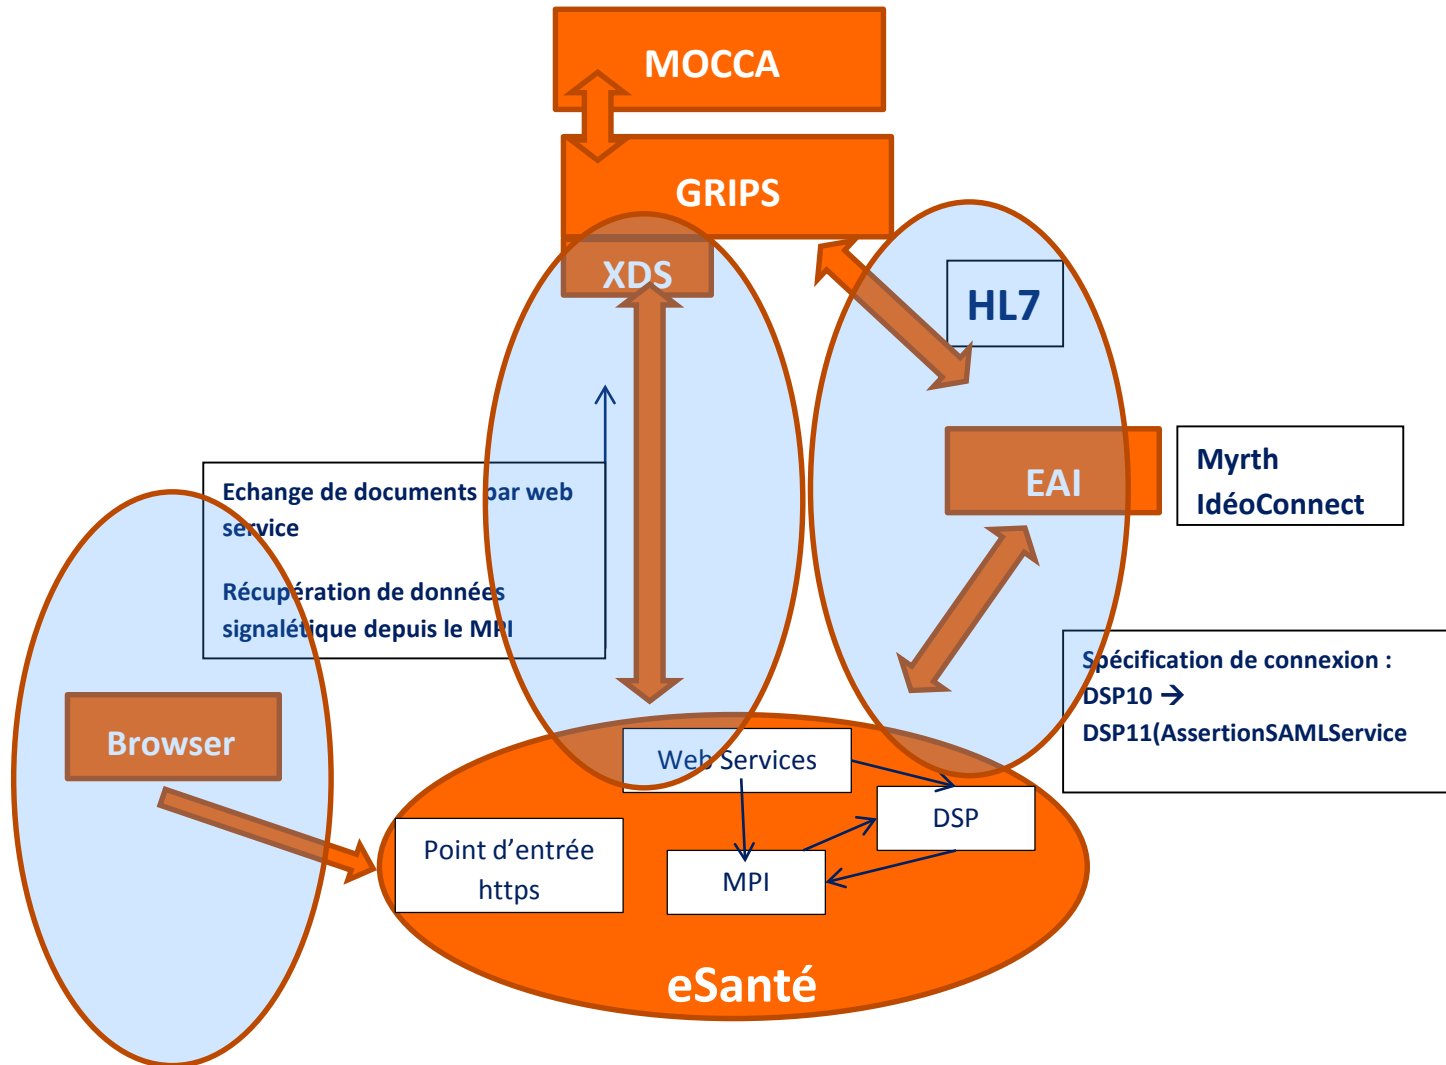 MOCCA
GRIPS
XDS
HL7
EAI
Myrth
IdéoConnect
Echange de documents par web
service
Récupération de données
signalétique depuis le MPI
Spécification de connexion :
DSP10 →
DSP11(AssertionSAMLService
Browser
Web Services
DSP
Point d'entrée
https
MPI
eSanté